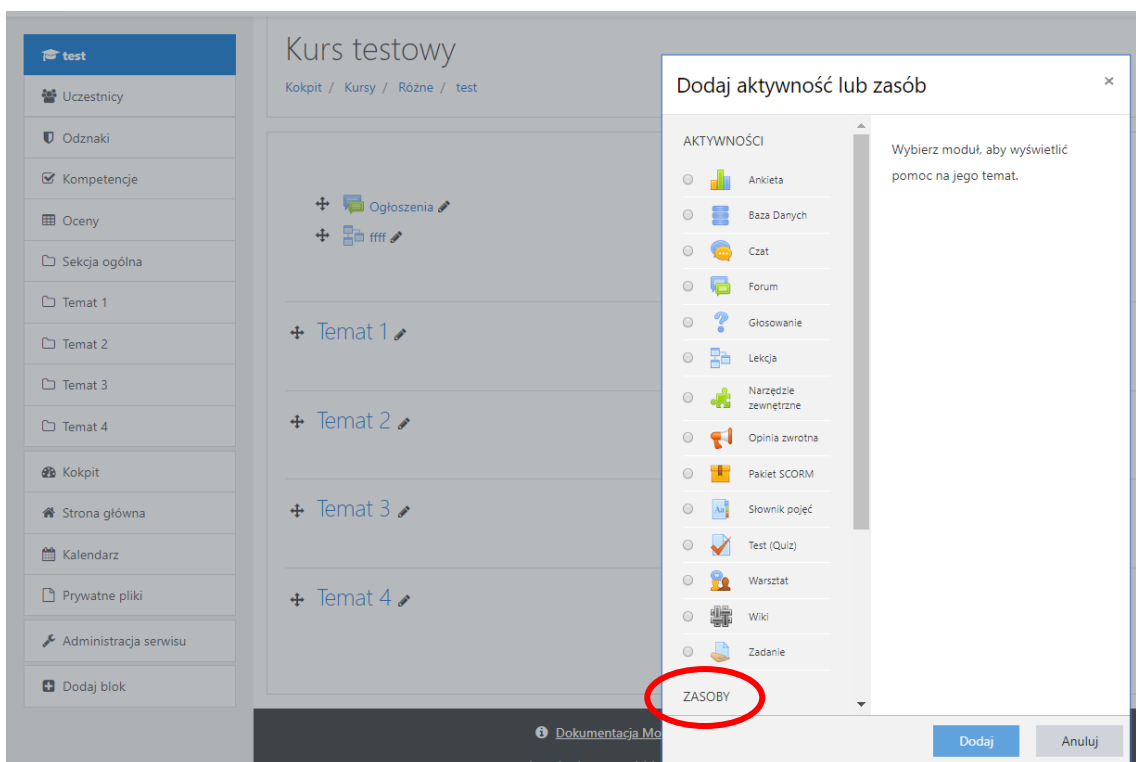 test
Uczestnicy
Odznaki
Kompetencje
Oceny
Sekcja ogólna
Temat 1
Temat 2
Temat 3
Temat 4
Kokpit
Strona główna
Kalendarz
Prywatne pliki
Administracja serwisu
Dodaj blok
Kurs testowy
Kokpit / Kursy / Różne / test
Ogłoszenia
ffff
Temat 1
Temat 2
Temat 3
Temat 4
Dokumentacja Mo
Dodaj aktywność lub zasób
×
AKTYWNOŚCI
Ankieta
Baza Danych
Czat
Forum
Głosowanie
Lekcja
Narzędzie
zewnętrzne
Opinia zwrotna
Pakiet SCORM
Słownik pojęć
Test (Quiz)
Warsztat
Wiki
Zadanie
ZASOBY
Wybierz moduł, aby wyświetlić
pomoc na jego temat.
Dodaj
Anuluj